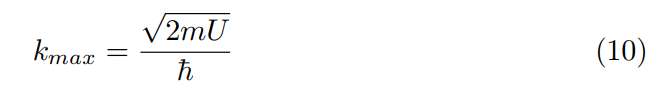 k_{max} = \frac{\sqrt{2mU}}{\hbar} (10)